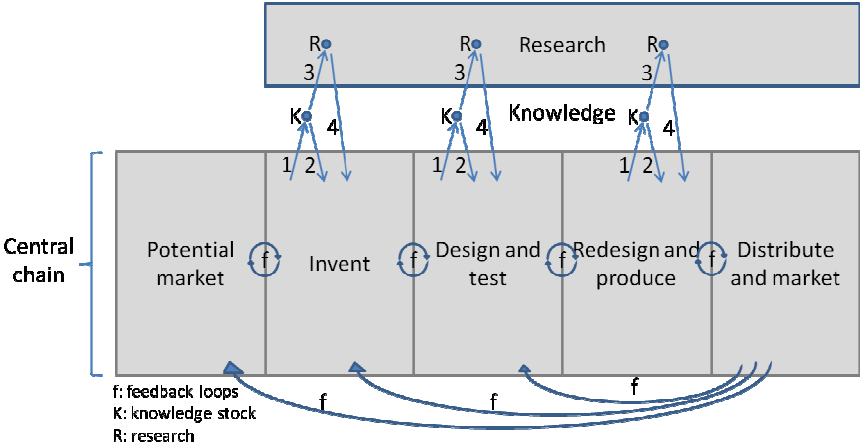 R R Research R
3 3 3
K K Knowledge K
4 4 4
1 2 1 2 1 2
Central
chain
Potential
market
f
Invent
f
Design and
test
f
Redesign and
produce
f
Distribute
and market
f f f
f: feedback loops
K: knowledge stock
R: research